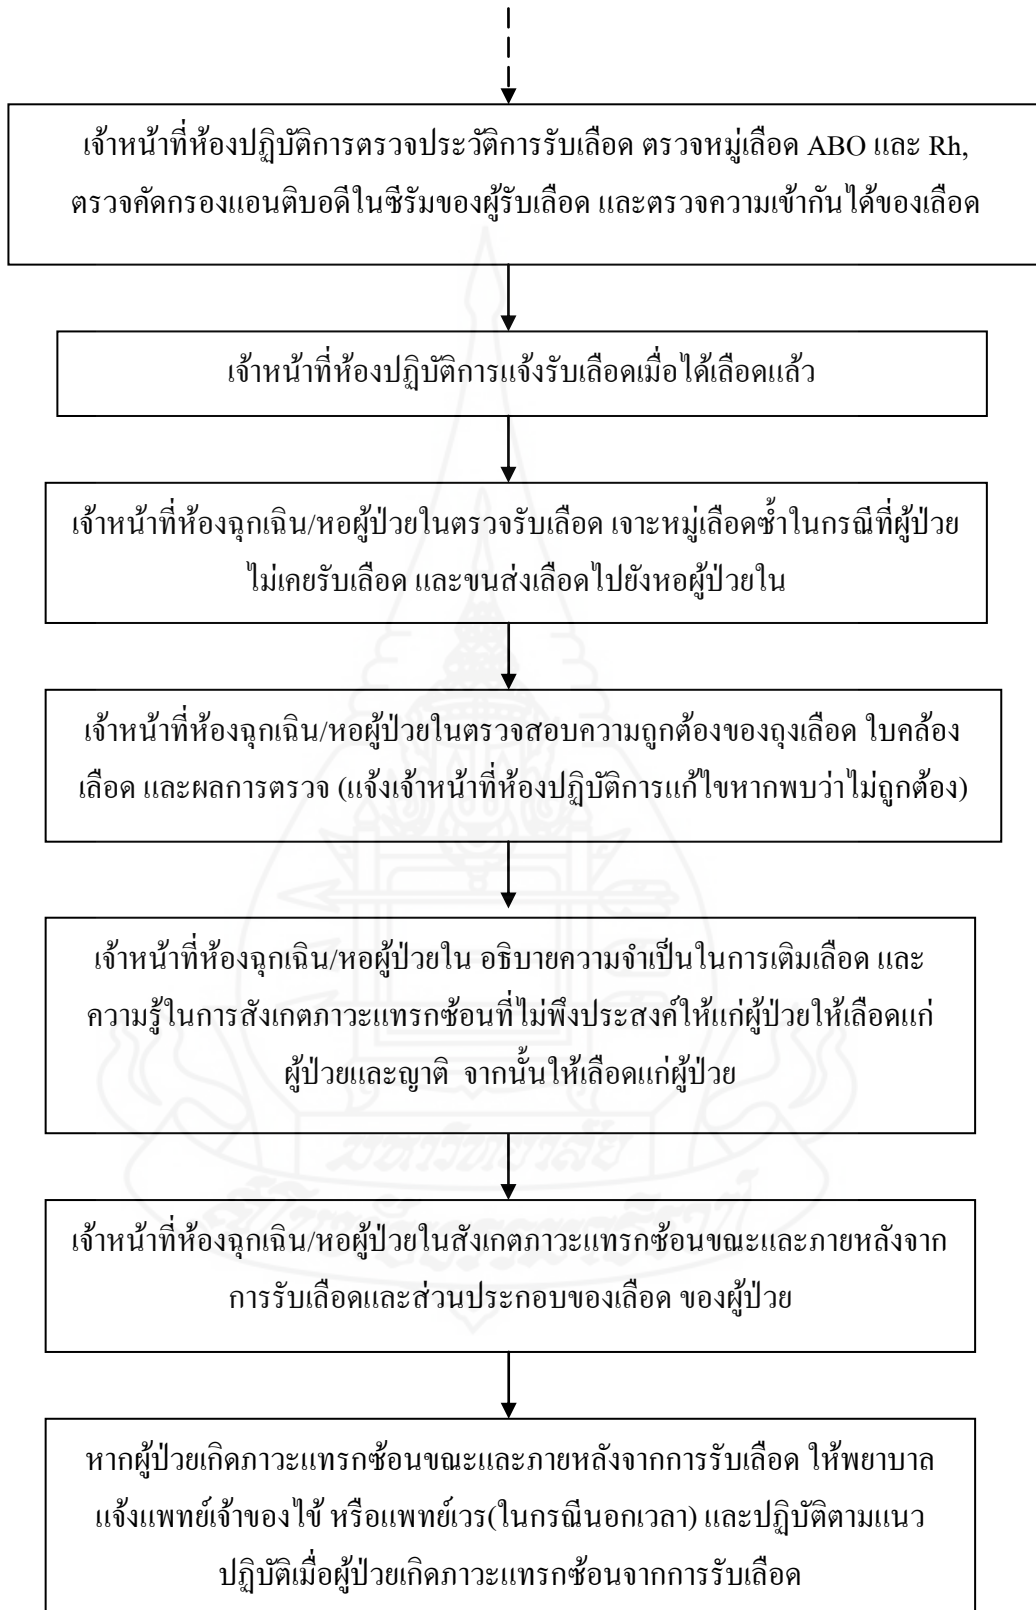 เจ้าหน้าที่ห้องปฏิบัติการตรวจประวัติการรับเลือด ตรวจหมู่เลือด ABO และ Rh,
ตรวจคัดกรองแอนติบอดีในซีรัมของผู้รับเลือด และตรวจความเข้ากันได้ของเลือด
เจ้าหน้าที่ห้องปฏิบัติการแจ้งรับเลือดเมื่อได้เลือดแล้ว
เจ้าหน้าที่ห้องฉุกเฉิน/หอผู้ป่วยในตรวจรับเลือด เจาะหมู่เลือดซ้ำในกรณีที่ผู้ป่วย
ไม่เคยรับเลือด และขนส่งเลือดไปยังหอผู้ป่วยใน
เจ้าหน้าที่ห้องฉุกเฉิน/หอผู้ป่วยในตรวจสอบความถูกต้องของถุงเลือด ใบคล้อง
เลือด และผลการตรวจ (แจ้งเจ้าหน้าที่ห้องปฏิบัติการแก้ไขหากพบว่าไม่ถูกต้อง)
เจ้าหน้าที่ห้องฉุกเฉิน/หอผู้ป่วยใน อธิบายความจำเป็นในการเติมเลือด และ
ความรู้ในการสังเกตภาวะแทรกซ้อนที่ไม่พึงประสงค์ให้แก่ผู้ป่วยให้เลือดแก่
ผู้ป่วยและญาติ จากนั้นให้เลือดแก่ผู้ป่วย
มหาวิทยาลัย
สุโขทัยธรรมาธิราช
เจ้าหน้าที่ห้องฉุกเฉิน/หอผู้ป่วยในสังเกตภาวะแทรกซ้อนขณะและภายหลังจาก
การรับเลือดและส่วนประกอบของเลือด ของผู้ป่วย
หากผู้ป่วยเกิดภาวะแทรกซ้อนขณะและภายหลังจากการรับเลือด ให้พยาบาล
แจ้งแพทย์เจ้าของไข้ หรือแพทย์เวร(ในกรณีนอกเวลา) และปฏิบัติตามแนว
ปฏิบัติเมื่อผู้ป่วยเกิดภาวะแทรกซ้อนจากการรับเลือด